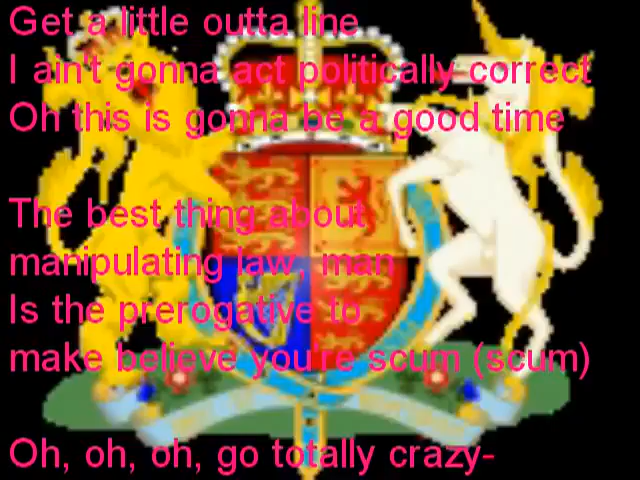 Get a little outta line
I ain't gonna act politically correct
Oh this is gonna be a good time
The best thing about
manipulating law, man
Is the prerogative to
make believe you're scum (scum)
Oh, oh, oh, go totally crazy-